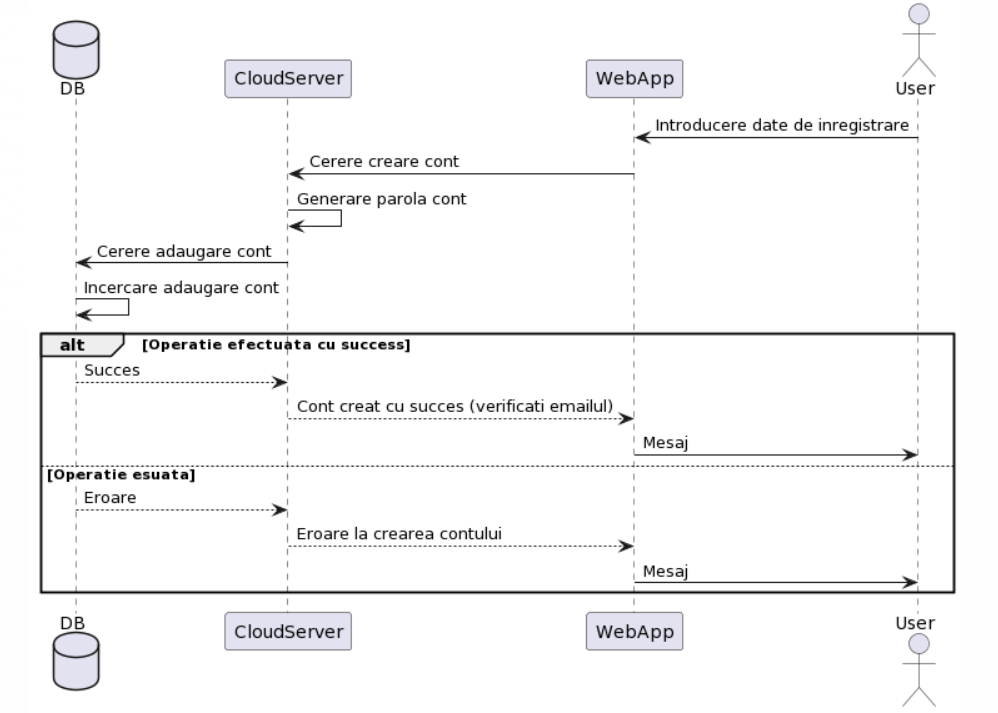 DB
CloudServer
WebApp
User
Introducere date de inregistrare
Cerere creare cont
Generare parola cont
Cerere adaugare cont
Incercare adaugare cont
alt [Operatie efectuata cu success]
Succes
Cont creat cu succes (verificati emailul)
Mesaj
[Operatie esuata]
Eroare
Eroare la crearea contului
Mesaj
DB
CloudServer
WebApp
User